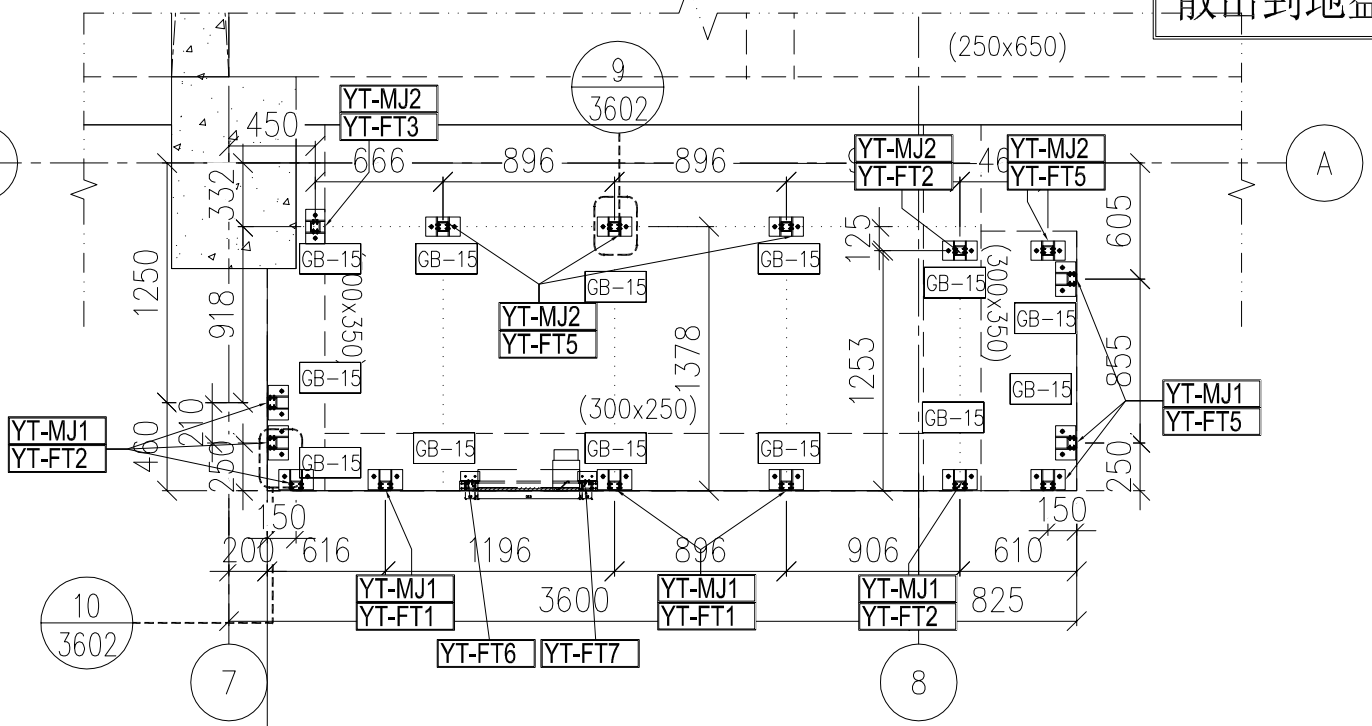 散出到地盘
(250x650)
9
3602
YT-MJ2
YT-FT3
450
YT-MJ2
YT-FT2
YT-MJ2
YT-FT5
666
896
896
A
332
605
125
GB-15
GB-15
GB-15
GB-15
GB-15
(300x350)
GB-15
1250
918
YT-MJ2
YT-FT5
1378
1253
GB-15
GB-15
855
YT-MJ1
YT-FT5
(300x250)
210
YT-MJ1
YT-FT2
460
250
GB-15
GB-15
GB-15
GB-15
GB-15
250
150
150
200
616
1196
896
906
610
YT-MJ1
YT-FT1
YT-MJ1
YT-FT1
YT-MJ1
YT-FT2
3600
825
10
3602
YT-FT6
YT-FT7
7
8